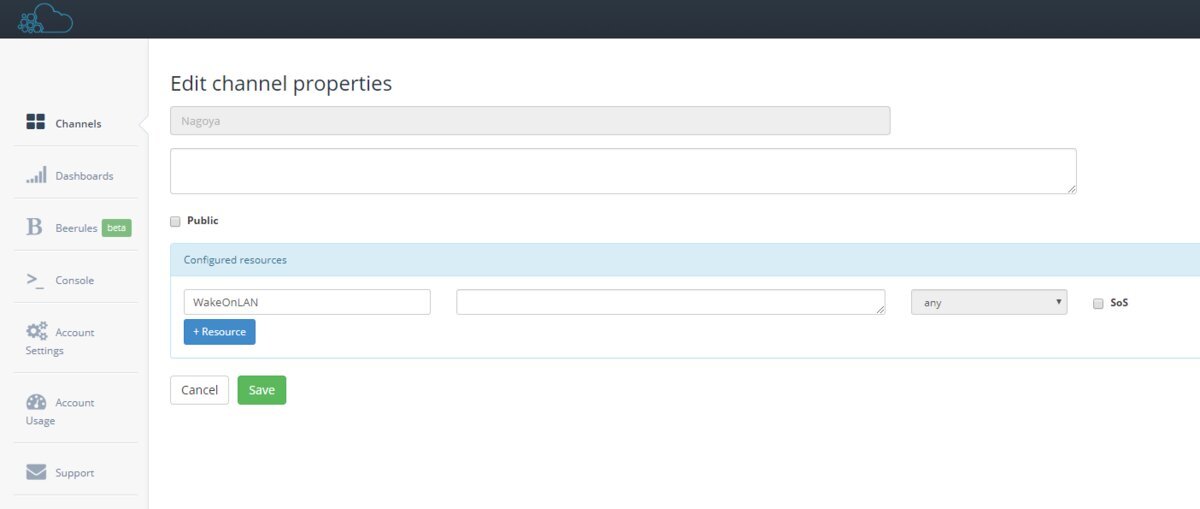 Edit channel properties
Nagoya
Channels
Dashboards
Public
Beerules beta
Configured resources
Console
WakeOnLAN any SoS
+ Resource
Account
Settings
Cancel Save
Account
Usage
Support